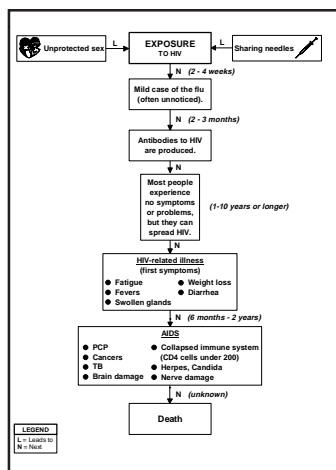 Unprotected sex
L
EXPOSURE
TO HIV
L
Sharing needles
N
(2 - 4 weeks)
Mild case of the flu
(often unnoticed).
N
(2 - 3 months)
Antibodies to HIV
are produced.
N
Most people
experience
no symptoms
or problems,
but they can
spread HIV.
(1-10 years or longer)
N
HIV-related illness
(first symptoms)
● Fatigue
● Fevers
● Swollen glands
● Weight loss
● Diarrhea
N
(6 months - 2 years)
AIDS
● PCP
● Cancers
● TB
● Brain damage
● Collapsed immune system
(CD4 cells under 200)
● Herpes, Candida
● Nerve damage
N
(unknown)
Death
LEGEND
L = Leads to
N = Next